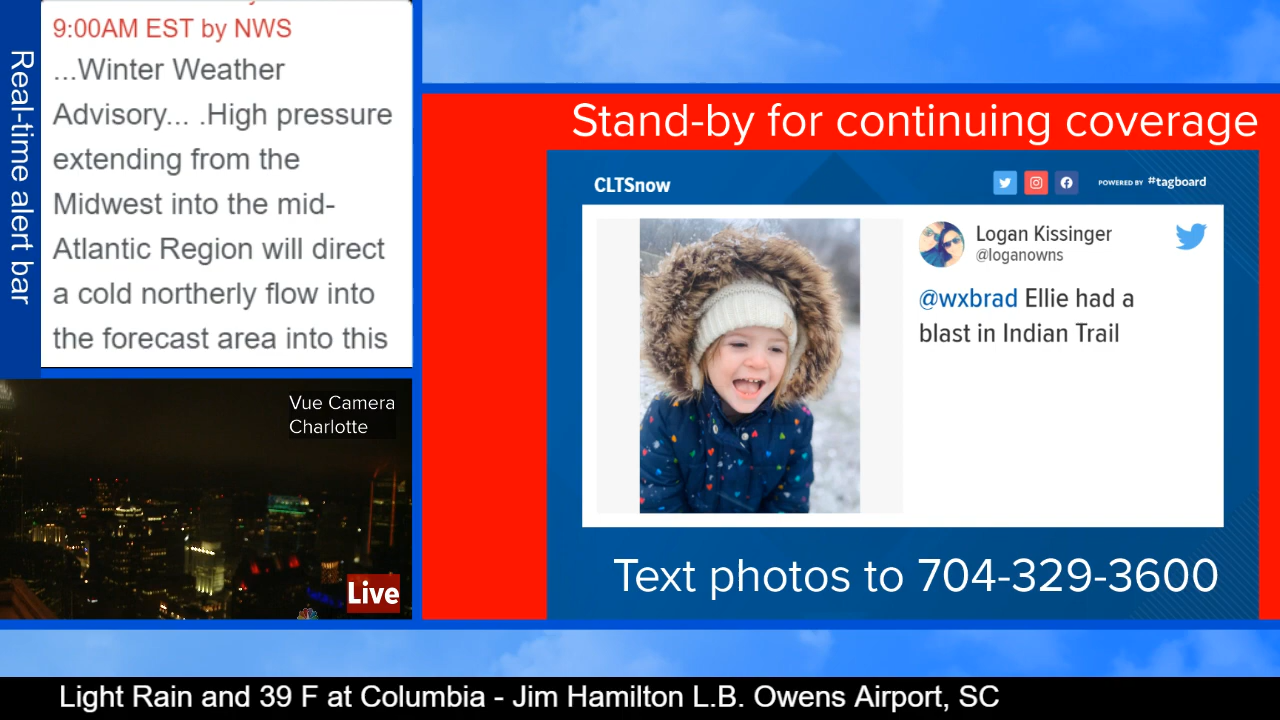 Real-time alert bar
9:00AM EST by NWS
...Winter Weather
Advisory... .High pressure
extending from the
Midwest into the mid-
Atlantic Region will direct
a cold northerly flow into
the forecast area into this
Vue Camera
Charlotte
Live
Stand-by for continuing coverage
CLTSnow
POWERED BY #tagboard
Logan Kissinger
@loganowns
@wxbrad Ellie had a
blast in Indian Trail
Text photos to 704-329-3600
Light Rain and 39 F at Columbia - Jim Hamilton L.B. Owens Airport, SC